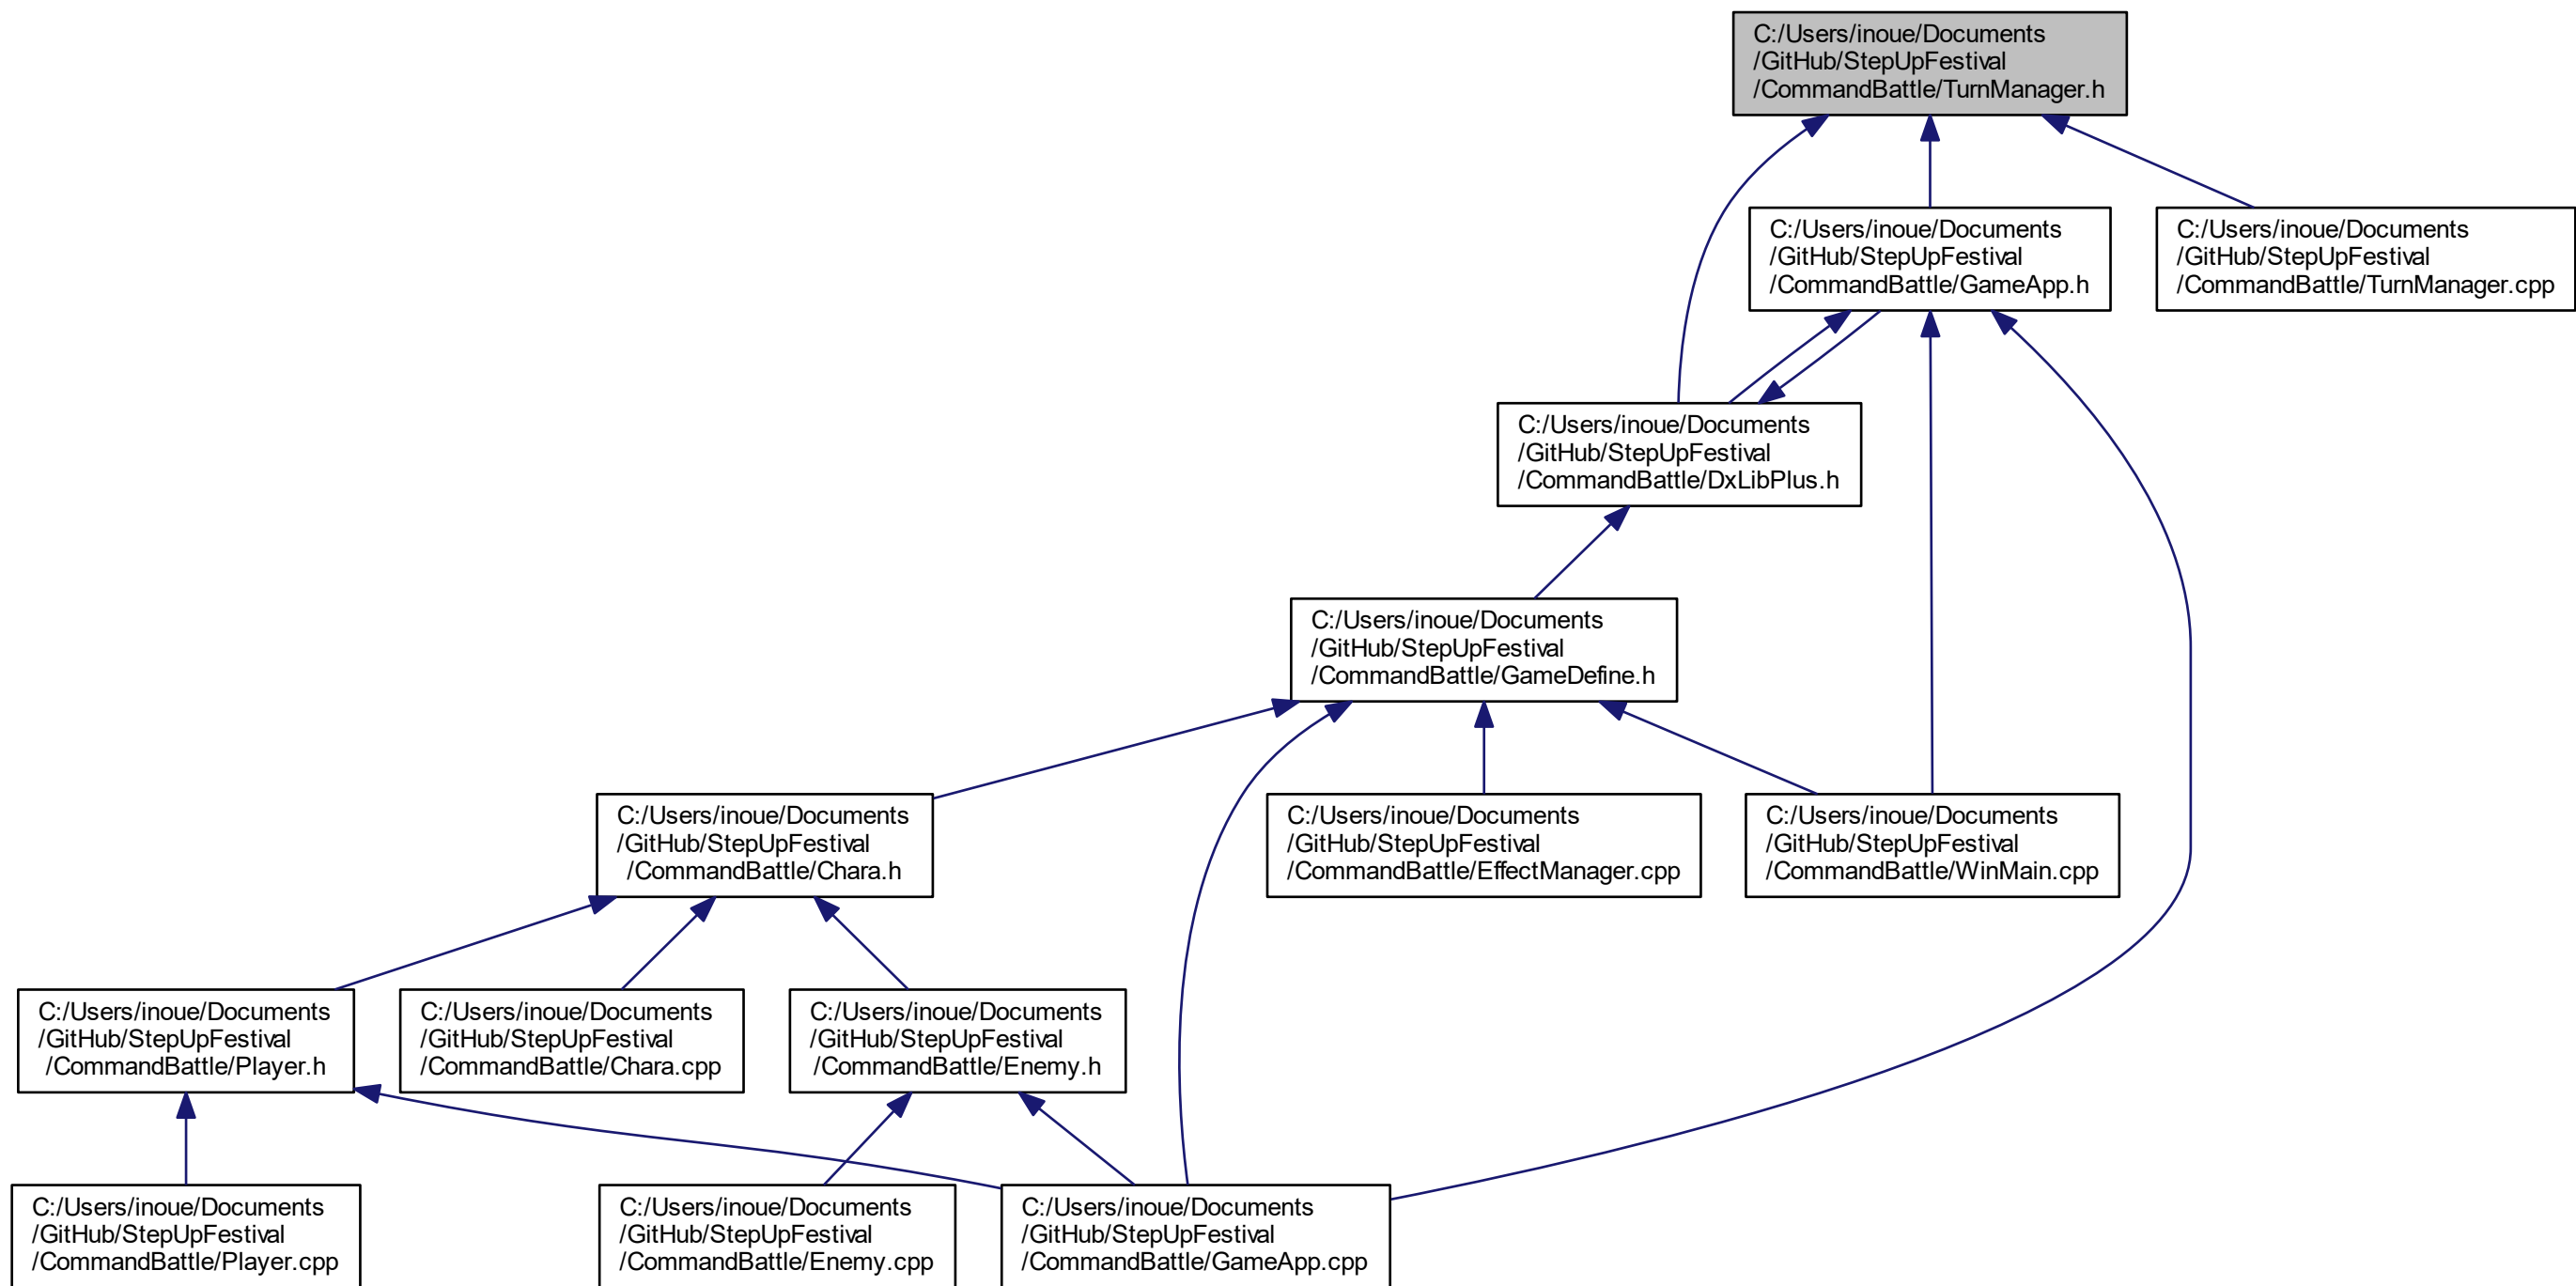 C:/Users/inoue/Documents
/GitHub/StepUpFestival
/CommandBattle/TurnManager.h
C:/Users/inoue/Documents
/GitHub/StepUpFestival
/CommandBattle/GameApp.h
C:/Users/inoue/Documents
/GitHub/StepUpFestival
/CommandBattle/TurnManager.cpp
C:/Users/inoue/Documents
/GitHub/StepUpFestival
/CommandBattle/DxLibPlus.h
C:/Users/inoue/Documents
/GitHub/StepUpFestival
/CommandBattle/GameDefine.h
C:/Users/inoue/Documents
/GitHub/StepUpFestival
/CommandBattle/Chara.h
C:/Users/inoue/Documents
/GitHub/StepUpFestival
/CommandBattle/EffectManager.cpp
C:/Users/inoue/Documents
/GitHub/StepUpFestival
/CommandBattle/WinMain.cpp
C:/Users/inoue/Documents
/GitHub/StepUpFestival
/CommandBattle/Player.h
C:/Users/inoue/Documents
/GitHub/StepUpFestival
/CommandBattle/Chara.cpp
C:/Users/inoue/Documents
/GitHub/StepUpFestival
/CommandBattle/Enemy.h
C:/Users/inoue/Documents
/GitHub/StepUpFestival
/CommandBattle/Player.cpp
C:/Users/inoue/Documents
/GitHub/StepUpFestival
/CommandBattle/Enemy.cpp
C:/Users/inoue/Documents
/GitHub/StepUpFestival
/CommandBattle/GameApp.cpp